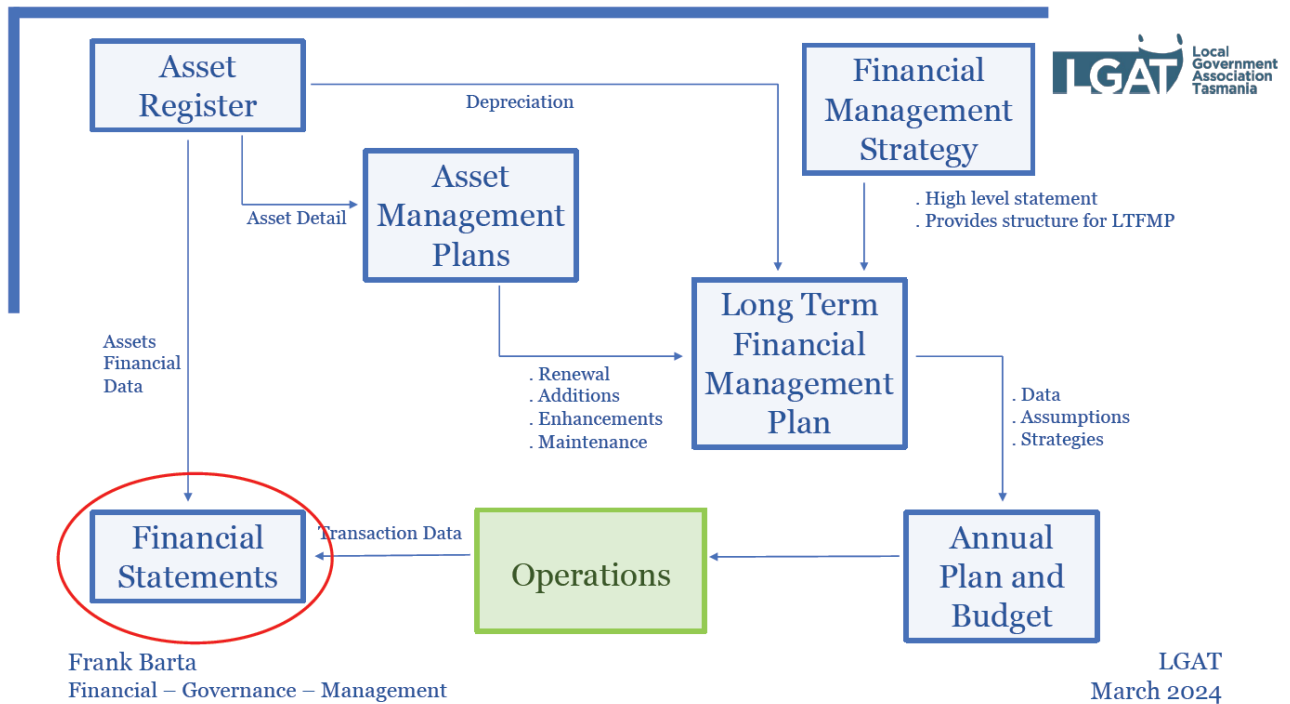 Asset
Register
Depreciation
Financial
Management
Strategy
LGAT
Local
Government
Association
Tasmania
Asset Detail
Asset
Management
Plans
. High level statement
. Provides structure for LTFMP
Assets
Financial
Data
. Renewal
. Additions
. Enhancements
. Maintenance
Long Term
Financial
Management
Plan
. Data
. Assumptions
. Strategies
Financial
Statements
Transaction Data
Operations
Annual
Plan and
Budget
Frank Barta
Financial – Governance – Management
LGAT
March 2024